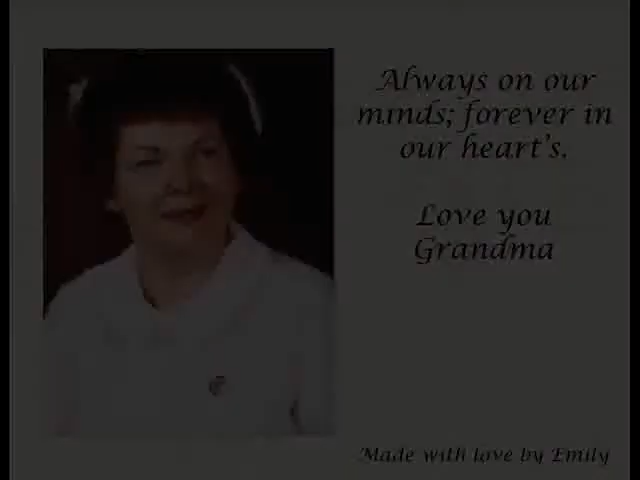 Always on our
minds; forever in
our heart's.
Love you
Grandma
Made with love by Emily